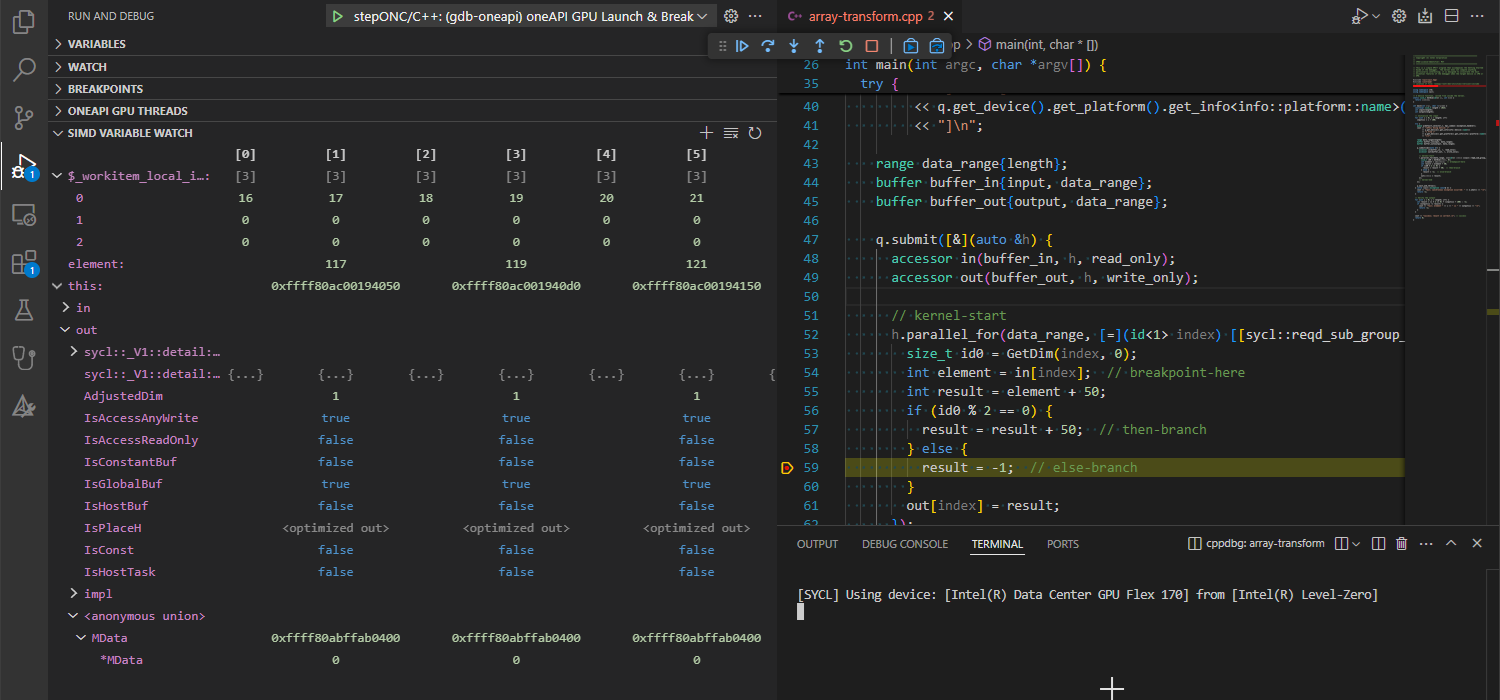 RUN AND DEBUG
stepONC/C++: (gdb-oneapi) oneAPI GPU Launch & Break
VARIABLES
WATCH
BREAKPOINTS
ONEAPI GPU THREADS
SIMD VARIABLE WATCH
[0] [1] [2] [3] [4] [5]
$_workitem_local_i…: [3] [3] [3] [3] [3] [3]
0 16 17 18 19 20 21
1 0 0 0 0 0 0
2 0 0 0 0 0 0
element: 117 119 121
this: 0xffff80ac00194050 0xffff80ac001940d0 0xffff80ac00194150
in
out
sycl::_V1::detail:…
sycl::_V1::detail:… {...} {...} {...} {...} {...} {...} {
AdjustedDim 1 1 1
IsAccessAnyWrite true true true
IsAccessReadOnly false false false
IsConstantBuf false false false
IsGlobalBuf true true true
IsHostBuf false false false
IsPlaceH <optimized out> <optimized out> <optimized out>
IsConst false false false
IsHostTask false false false
impl
<anonymous union>
MData 0xffff80abffab0400 0xffff80abffab0400 0xffff80abffab0400
*MData 0 0 0
1
1
array-transform.cpp 2
pp > main(int, char * [])
26 int main(int argc, char *argv[]) {
35 try {
40 << q.get_device().get_platform().get_info<info::platform::name>(
41 << "]\n";
42
43 range data_range{length};
44 buffer buffer_in{input, data_range};
45 buffer buffer_out{output, data_range};
46
47 q.submit([&](auto &h) {
48 accessor in(buffer_in, h, read_only);
49 accessor out(buffer_out, h, write_only);
50
51 // kernel-start
52 h.parallel_for(data_range, [=](id<1> index) [[sycl::reqd_sub_group_
53 size_t id0 = GetDim(index, 0);
54 int element = in[index]; // breakpoint-here
55 int result = element + 50;
56 if (id0 % 2 == 0) {
57 result = result + 50; // then-branch
58 } else {
59 result = -1; // else-branch
60 }
61 out[index] = result;
62 });
OUTPUT DEBUG CONSOLE TERMINAL PORTS cppdbg: array-transform
[SYCL] Using device: [Intel(R) Data Center GPU Flex 170] from [Intel(R) Level-Zero]